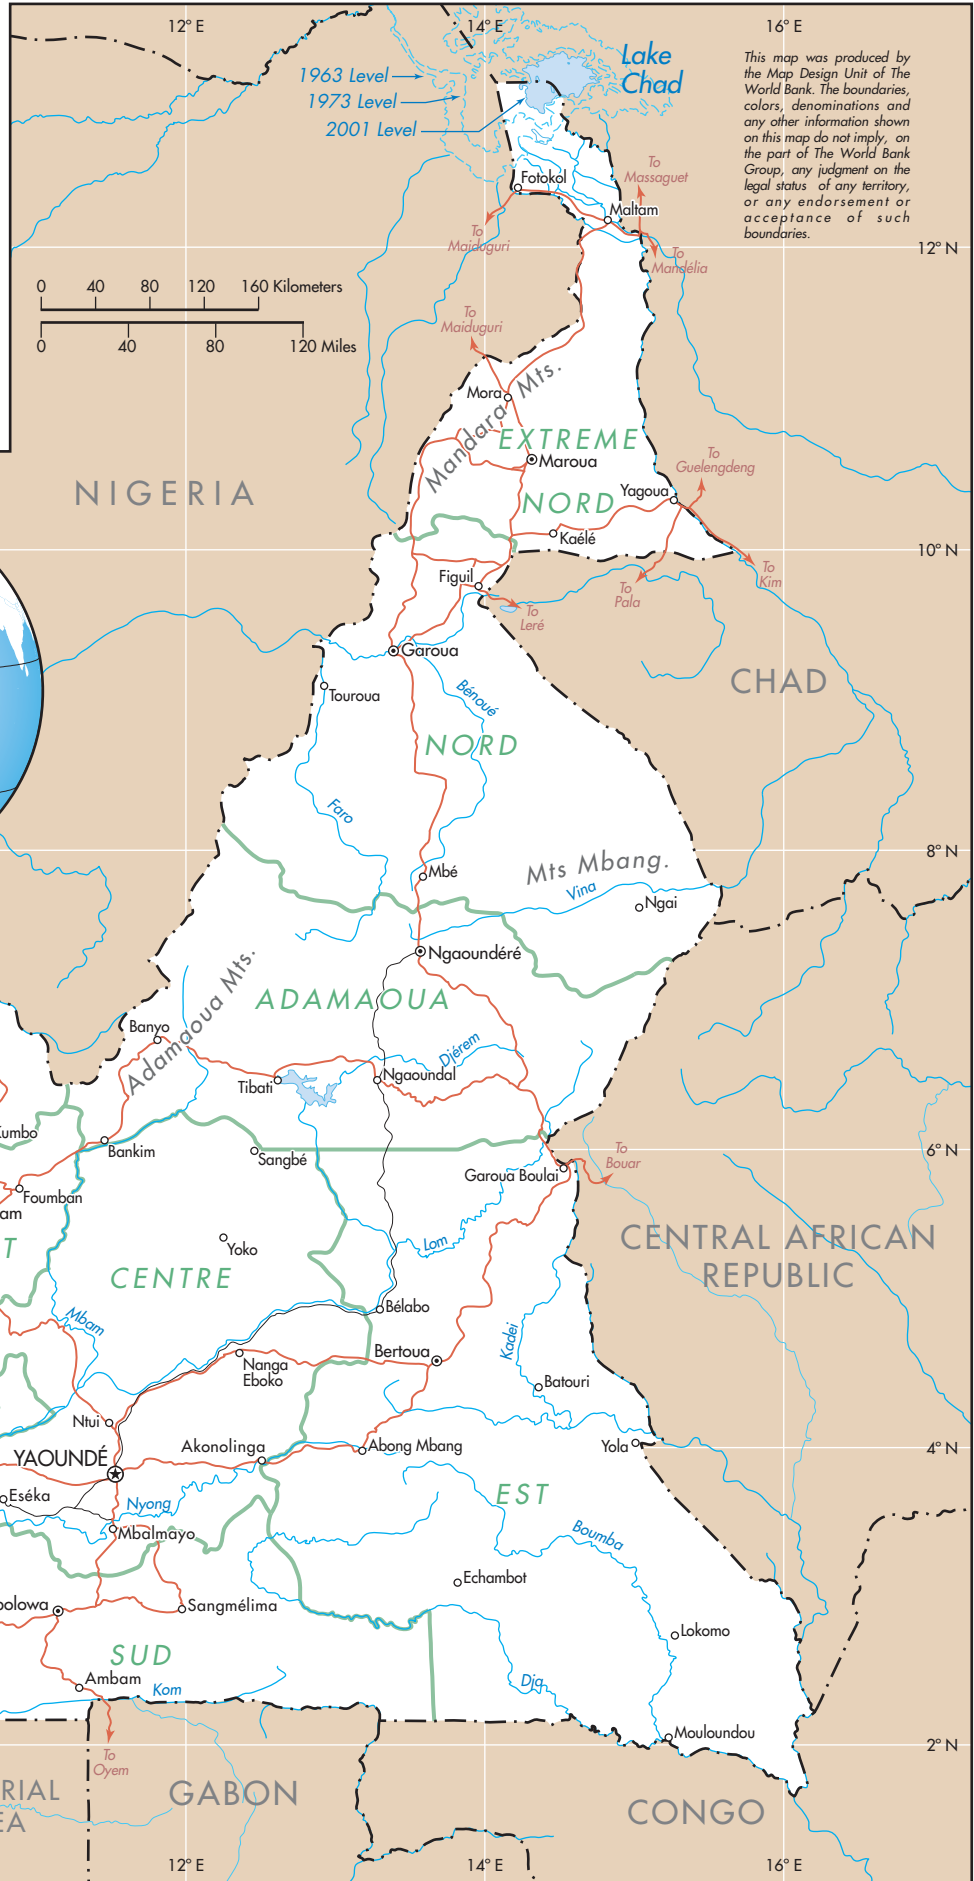 12° E
14° E
16° E
Lake
Chad
1963 Level
1973 Level
2001 Level
This map was produced by
the Map Design Unit of The
World Bank. The boundaries,
colors, denominations and
any other information shown
on this map do not imply, on
the part of The World Bank
Group, any judgment on the
legal status of any territory,
or any endorsement or
acceptance of such
boundaries.
Fotokol
To
Massaguet
Maltam
To
Maiduguri
12° N
To
Mandélia
0 40 80 120 160 Kilometers
0 40 80 120 Miles
To
Maiduguri
Mora
Mandara Mts.
EXTREME
NORD
Maroua
To
Guelengdeng
NIGERIA
Yagoua
Kaélé
10° N
Figuil
To
Kim
To
Pala
To
Leré
Garoua
CHAD
Touroua
Bénoué
NORD
Faro
8° N
Mbé
Mts Mbang.
Vina
Ngai
Ngaoundéré
Adamaoua Mts.
ADAMAOUA
Banyo
Djérem
Tibati
Ngaoundal
Kumbo
Bankim
Sangbé
6° N
To
Bouar
Garoua Boulai
Foumban
am
T
Yoko
Lom
CENTRAL AFRICAN
REPUBLIC
CENTRE
Bélabo
Mbam
Kadei
Bertoua
Nanga
Eboko
Batouri
Ntui
YAOUNDÉ
Akonolinga
Abong Mbang
Yola
4° N
Eséka
EST
Nyong
Mbalmayo
Boumba
Echambot
bolowa
Sangmélima
Lokomo
SUD
Ambam
Kom
Dja
Mouloundou
2° N
To
Oyem
RIAL
EA
GABON
CONGO
12° E
14° E
16° E